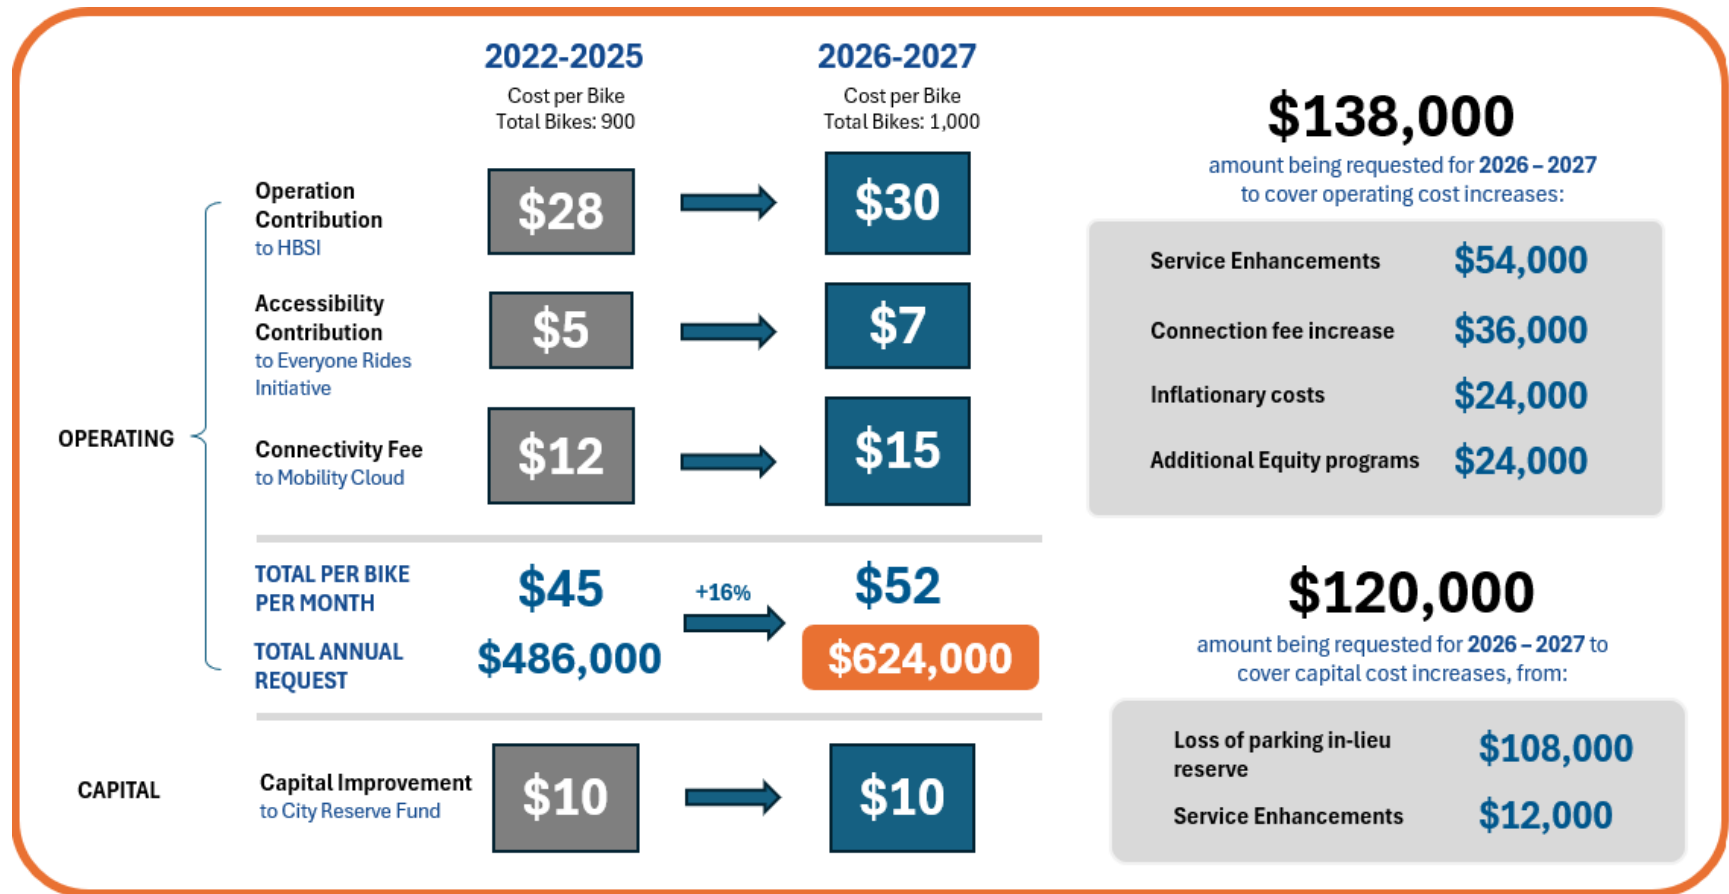 2022-2025
Cost per Bike
Total Bikes: 900
2026-2027
Cost per Bike
Total Bikes: 1,000
OPERATING
Operation
Contribution
to HBSI
$28
$30
Accessibility
Contribution
to Everyone Rides
Initiative
$5
$7
Connectivity Fee
to Mobility Cloud
$12
$15
TOTAL PER BIKE
PER MONTH
$45
+16%
$52
TOTAL ANNUAL
REQUEST
$486,000
$624,000
CAPITAL
Capital Improvement
to City Reserve Fund
$10
$10
$138,000
amount being requested for 2026 – 2027
to cover operating cost increases:
Service Enhancements $54,000
Connection fee increase $36,000
Inflationary costs $24,000
Additional Equity programs $24,000
$120,000
amount being requested for 2026 – 2027 to
cover capital cost increases, from:
Loss of parking in-lieu
reserve
$108,000
Service Enhancements $12,000